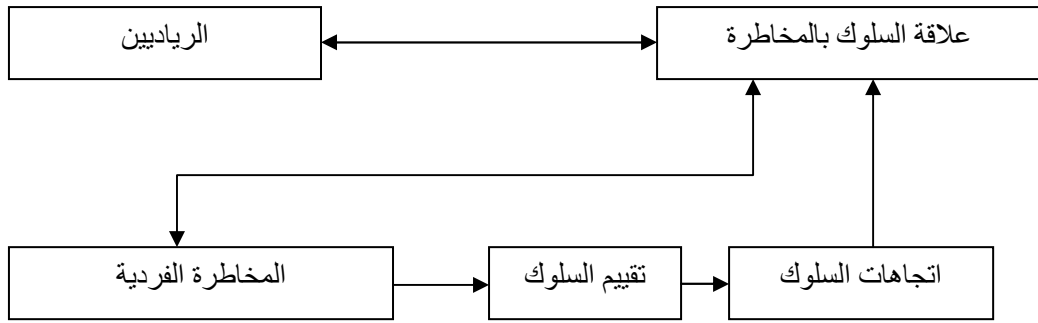 علاقة السلوك بالمخاطرة
الرياديين
اتجاهات السلوك
تقييم السلوك
المخاطرة الفردية